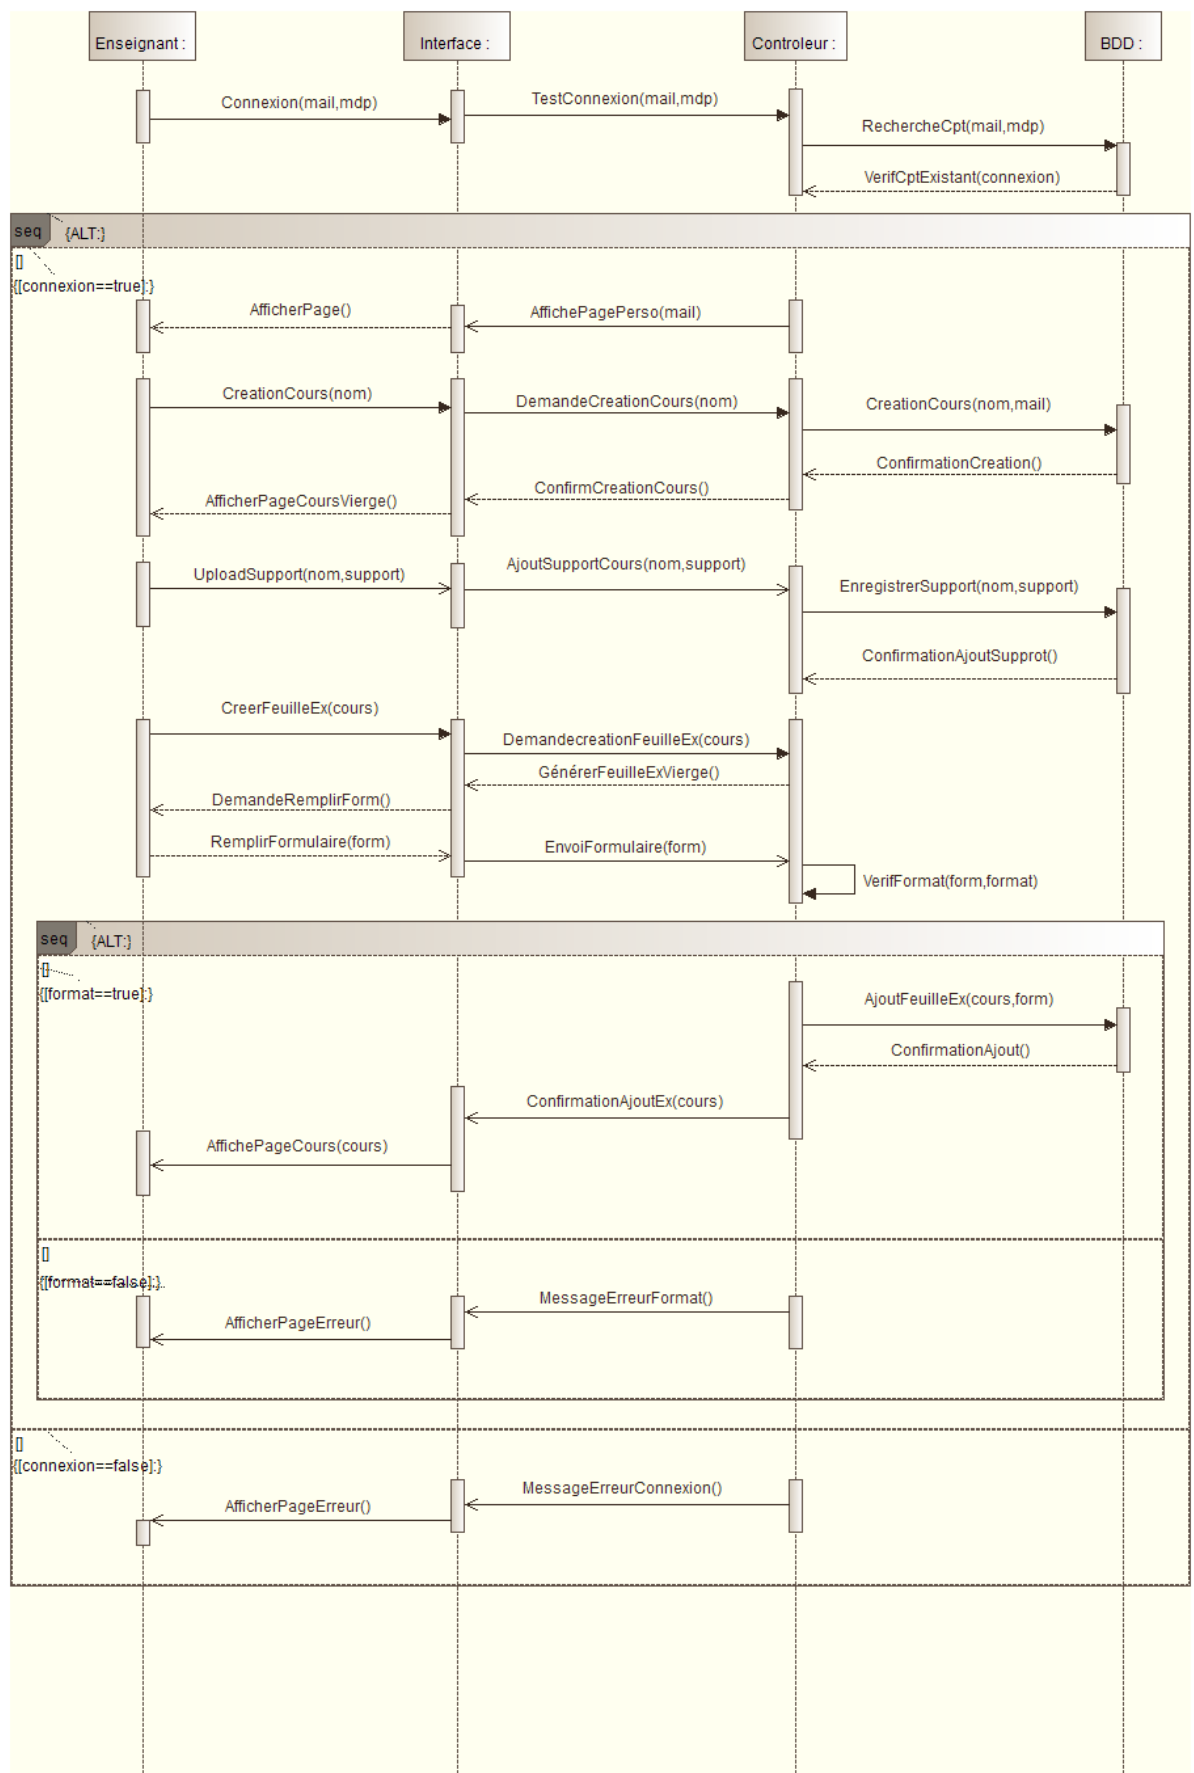 Enseignant :
Interface :
Controleur :
BDD :
Connexion(mail,mdp)
TestConnexion(mail,mdp)
RechercheCpt(mail,mdp)
VerifCptExistant(connexion)
seq
{ALT:}
[]
{[connexion==true]:}
AfficherPage()
AffichePagePerso(mail)
CreationCours(nom)
DemandeCreationCours(nom)
CreationCours(nom,mail)
ConfirmationCreation()
ConfirmCreationCours()
AfficherPageCoursVierge()
UploadSupport(nom,support)
AjoutSupportCours(nom,support)
EnregistrerSupport(nom,support)
ConfirmationAjoutSupprot()
CreerFeuilleEx(cours)
DemandecreationFeuilleEx(cours)
GénérerFeuilleExVierge()
DemandeRemplirForm()
RemplirFormulaire(form)
EnvoiFormulaire(form)
VerifFormat(form,format)
seq
{ALT:}
[]
{[format==true]:}
AjoutFeuilleEx(cours,form)
ConfirmationAjout()
ConfirmationAjoutEx(cours)
AffichePageCours(cours)
[]
{[format==false]:}
MessageErreurFormat()
AfficherPageErreur()
[]
{[connexion==false]:}
MessageErreurConnexion()
AfficherPageErreur()